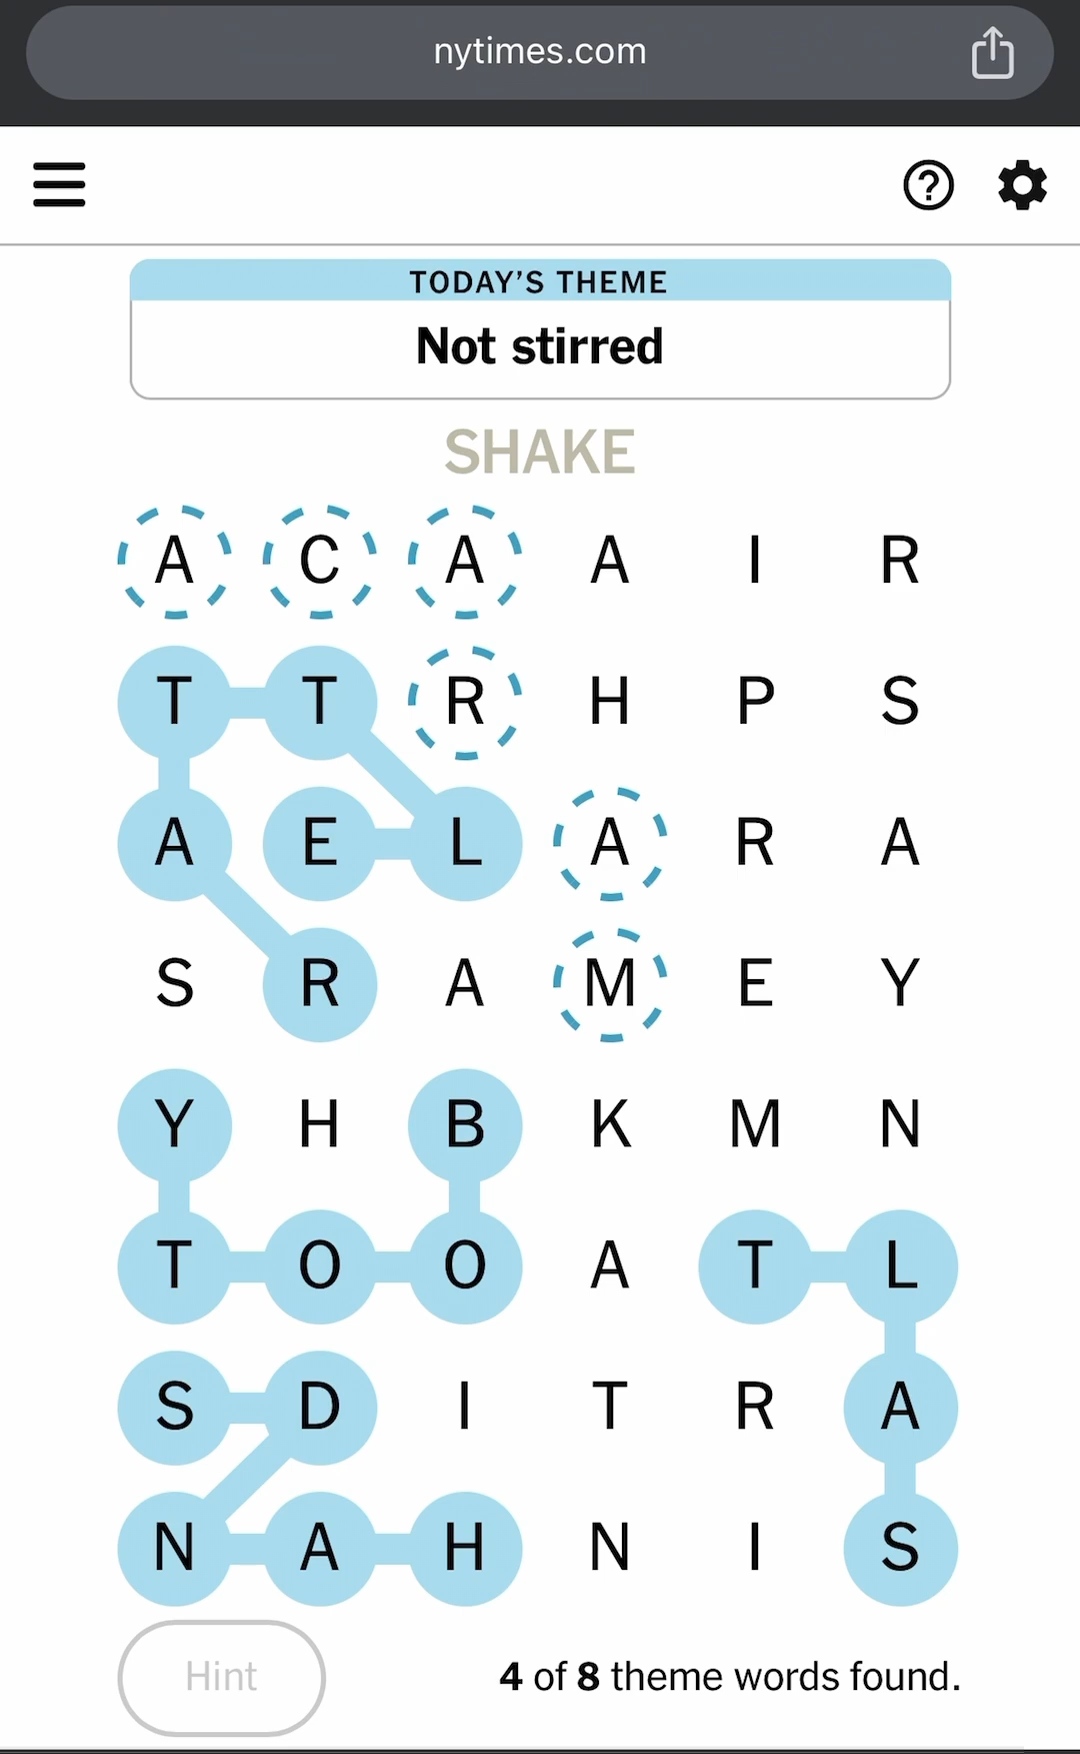 nytimes.com
?
TODAY’S THEME
Not stirred
SHAKE
A C A A I R
T T R H P S
A E L A R A
S R A M E Y
Y H B K M N
T O O A T L
S D I T R A
N A H N I S
Hint
4 of 8 theme words found.